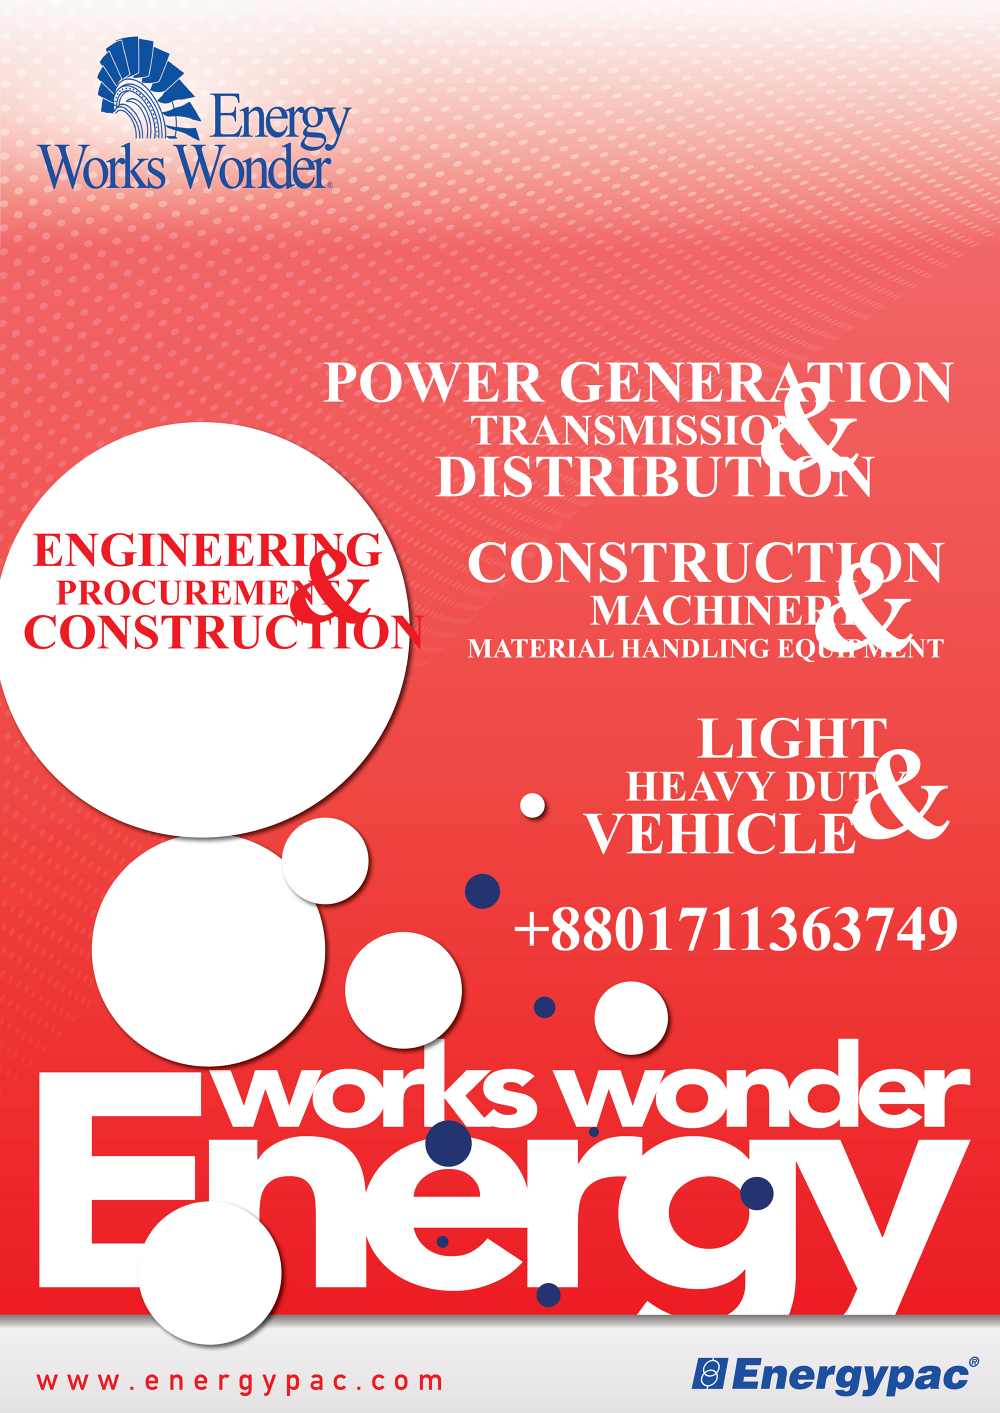 Energy
Works Wonder®
POWER GENERATION
TRANSMISSION &
DISTRIBUTION
ENGINEERING
PROCUREMENT &
CONSTRUCTION
CONSTRUCTION
MACHINERY &
MATERIAL HANDLING EQUIPMENT
LIGHT
HEAVY DUTY &
VEHICLE
+8801711363749
works wonder
Energy
www.energypac.com
Energypac®